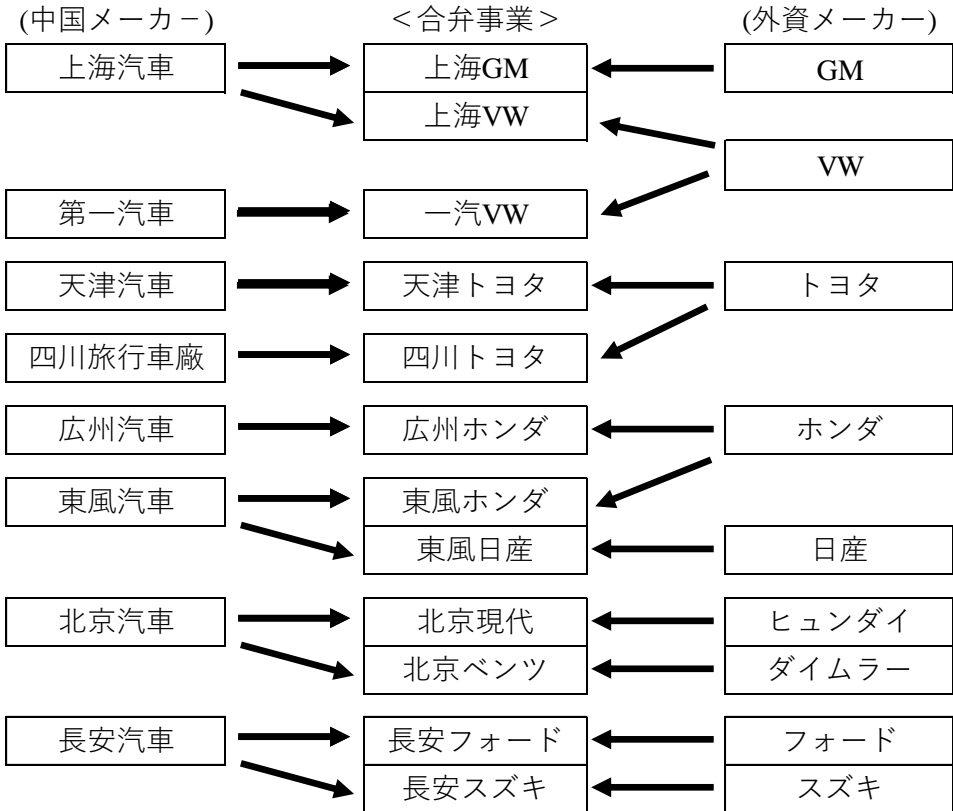 (中国メーカー) <合弁事業> (外資メーカー)
上海汽車 上海GM GM
上海VW
VW
第一汽車 一汽VW
天津汽車 天津トヨタ トヨタ
四川旅行車廠 四川トヨタ
広州汽車 広州ホンダ ホンダ
東風汽車 東風ホンダ
東風日産 日産
北京汽車 北京現代 ヒュンダイ
北京ベンツ ダイムラー
長安汽車 長安フォード フォード
長安スズキ スズキ